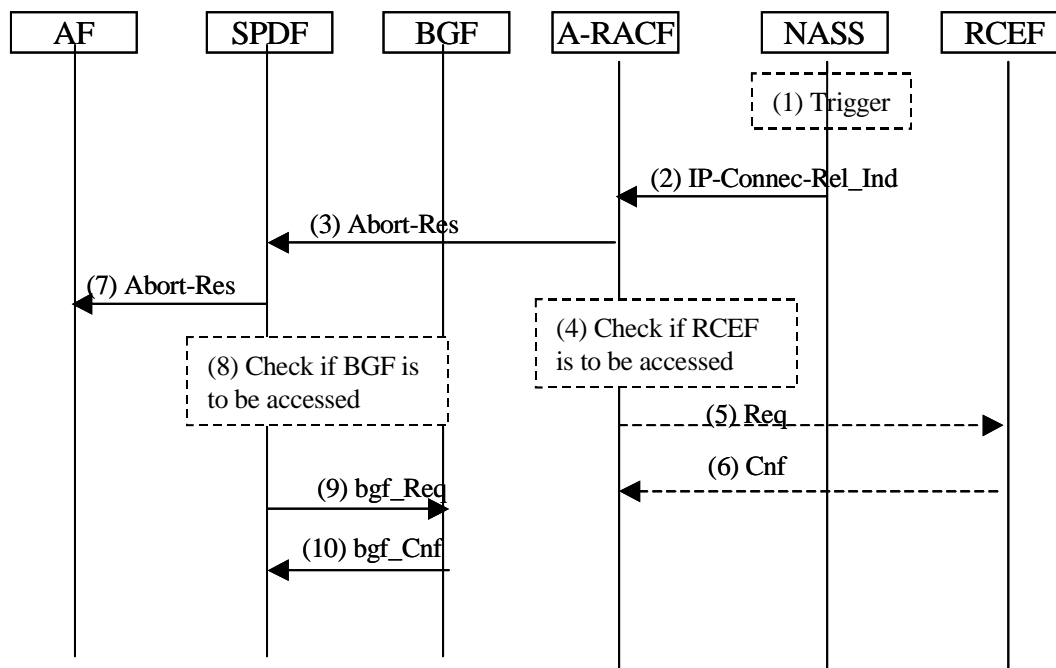 AF SPDF BGF A-RACF NASS RCEF
(1) Trigger
(2) IP-Connec-Rel_Ind
(3) Abort-Res
(7) Abort-Res
(4) Check if RCEF
is to be accessed
(8) Check if BGF is
to be accessed
(5) Req
(6) Cnf
(9) bgf_Req
(10) bgf_Cnf